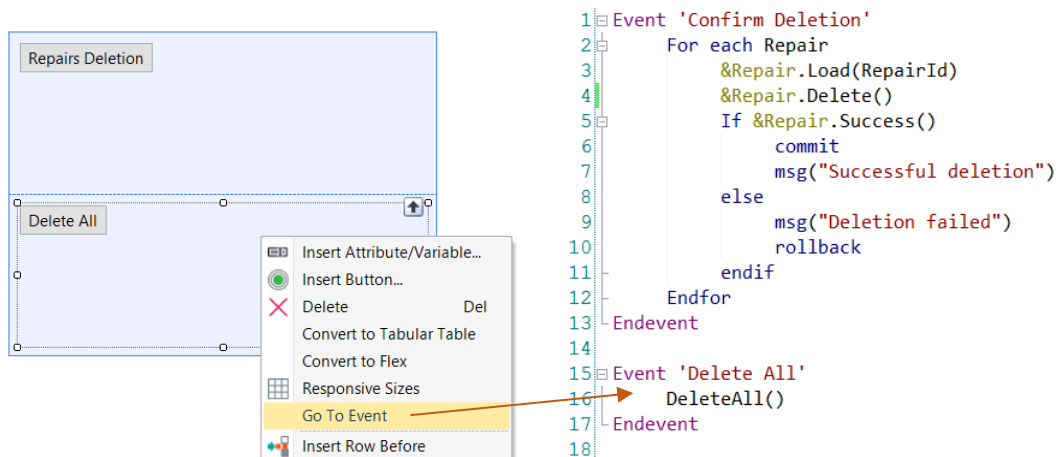 Repairs Deletion
Delete All
Insert Attribute/Variable...
Insert Button...
Delete Del
Convert to Tabular Table
Convert to Flex
Responsive Sizes
Go To Event
Insert Row Before
1 Event 'Confirm Deletion'
2 For each Repair
3 &Repair.Load(RepairId)
4 &Repair.Delete()
5 If &Repair.Success()
6 commit
7 msg("Successful deletion")
8 else
9 msg("Deletion failed")
10 rollback
11 endif
12 Endfor
13 Endevent
14
15 Event 'Delete All'
16 DeleteAll()
17 Endevent
18